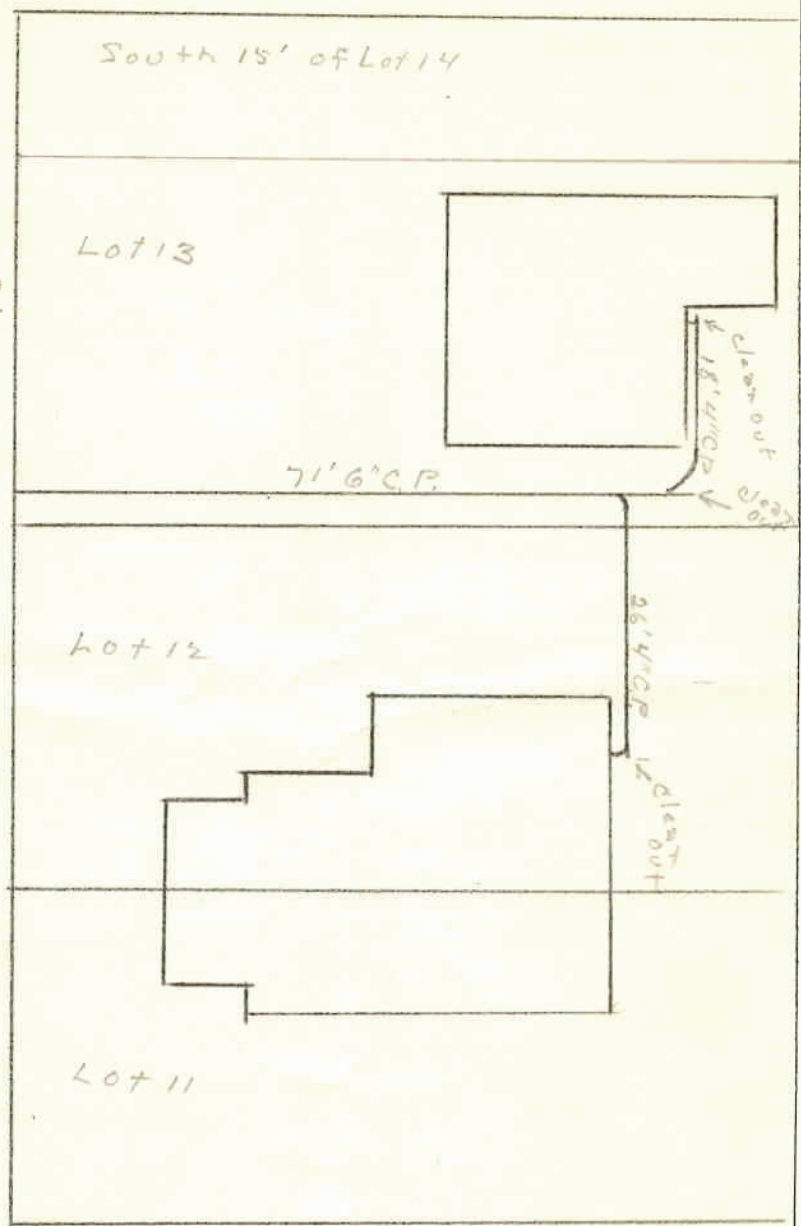 South 15' of Lot 14
Lot 13
clean out
18' 4" C.P.
clean out
71' 6" C.P.
Lot 12
26' 4" C.P.
clean out
Lot 11